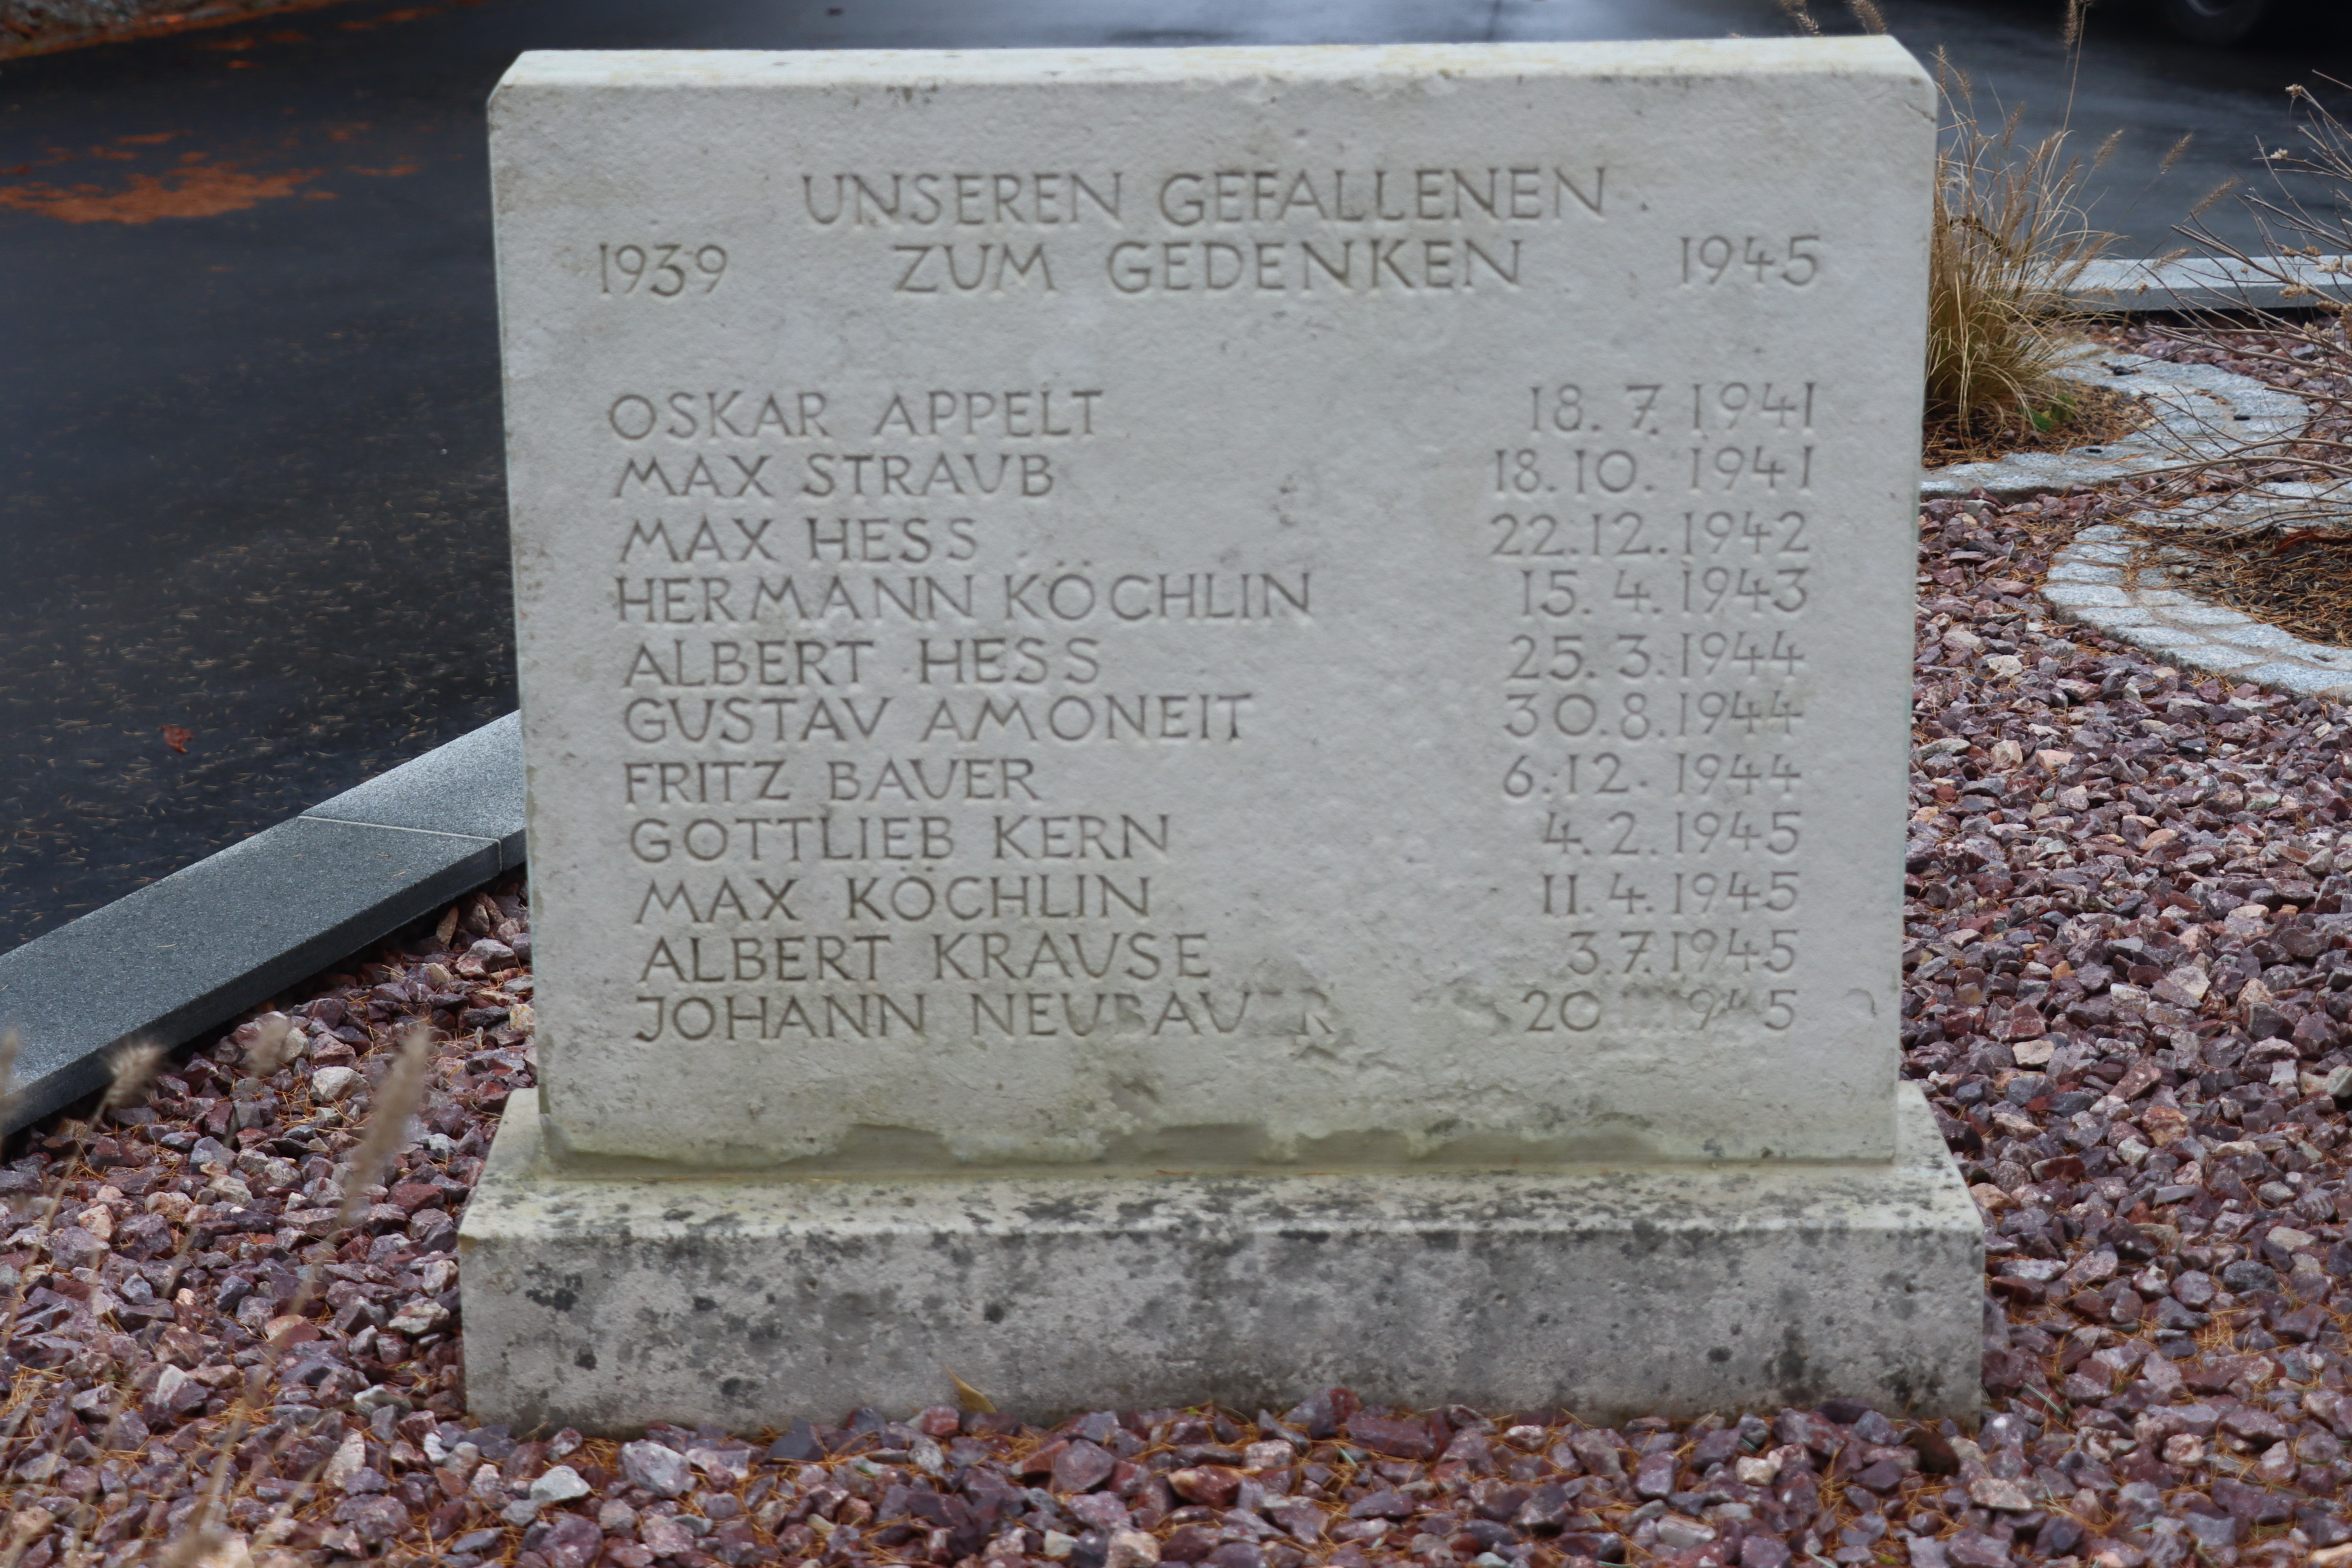 UNSEREN GEFALLENEN
1939 ZUM GEDENKEN 1945
OSKAR APPELT 18.7.1941
MAX STRAUB 18.10.1941
MAX HESS 22.12.1942
HERMANN KÖCHLIN 15.4.1943
ALBERT HESS 25.3.1944
GUSTAV AMONEIT 30.8.1944
FRITZ BAUER 6.12.1944
GOTTLIEB KERN 4.2.1945
MAX KÖCHLIN 11.4.1945
ALBERT KRAUSE 3.7.1945
JOHANN NEUBAUER 20 1945